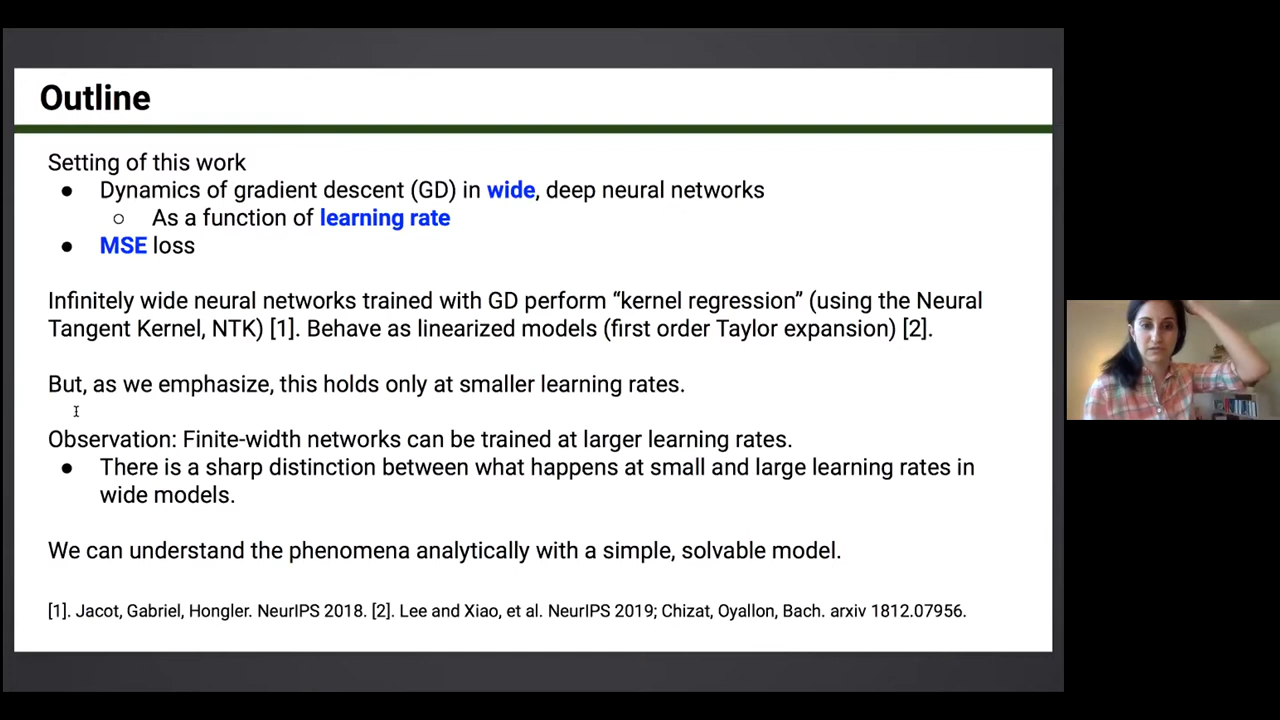 Outline
Setting of this work
● Dynamics of gradient descent (GD) in wide, deep neural networks
○ As a function of learning rate
● MSE loss
Infinitely wide neural networks trained with GD perform “kernel regression” (using the Neural
Tangent Kernel, NTK) [1]. Behave as linearized models (first order Taylor expansion) [2].
But, as we emphasize, this holds only at smaller learning rates.
Observation: Finite-width networks can be trained at larger learning rates.
● There is a sharp distinction between what happens at small and large learning rates in
wide models.
We can understand the phenomena analytically with a simple, solvable model.
[1]. Jacot, Gabriel, Hongler. NeurIPS 2018. [2]. Lee and Xiao, et al. NeurIPS 2019; Chizat, Oyallon, Bach. arxiv 1812.07956.